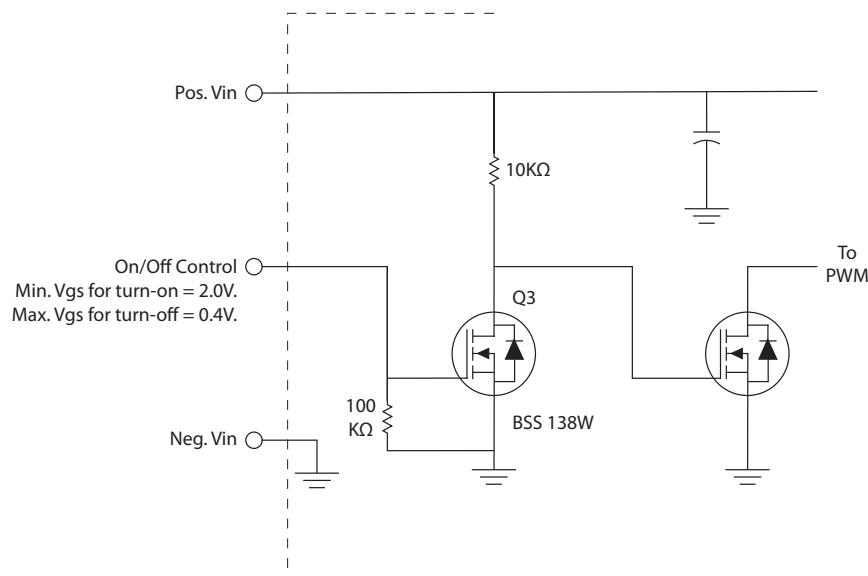 Pos. Vin
10KΩ
On/Off Control
Min. Vgs for turn-on = 2.0V.
Max. Vgs for turn-off = 0.4V.
To
PWM
Q3
100
KΩ
BSS 138W
Neg. Vin